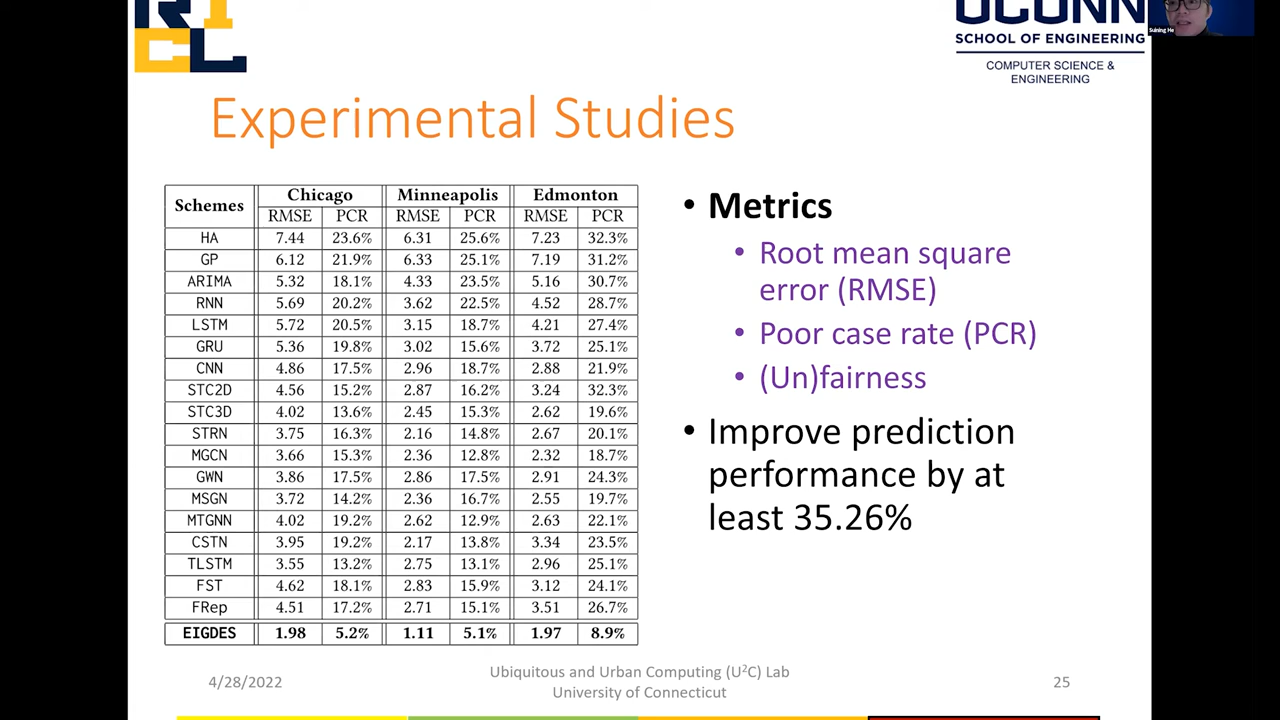 RICL
UCONN
SCHOOL OF ENGINEERING
COMPUTER SCIENCE &
ENGINEERING
Suining He
Experimental Studies
Schemes Chicago Minneapolis Edmonton
RMSE PCR RMSE PCR RMSE PCR
HA 7.44 23.6% 6.31 25.6% 7.23 32.3%
GP 6.12 21.9% 6.33 25.1% 7.19 31.2%
ARIMA 5.32 18.1% 4.33 23.5% 5.16 30.7%
RNN 5.69 20.2% 3.62 22.5% 4.52 28.7%
LSTM 5.72 20.5% 3.15 18.7% 4.21 27.4%
GRU 5.36 19.8% 3.02 15.6% 3.72 25.1%
CNN 4.86 17.5% 2.96 18.7% 2.88 21.9%
STC2D 4.56 15.2% 2.87 16.2% 3.24 32.3%
STC3D 4.02 13.6% 2.45 15.3% 2.62 19.6%
STRN 3.75 16.3% 2.16 14.8% 2.67 20.1%
MGCN 3.66 15.3% 2.36 12.8% 2.32 18.7%
GWN 3.86 17.5% 2.86 17.5% 2.91 24.3%
MSGN 3.72 14.2% 2.36 16.7% 2.55 19.7%
MTGNN 4.02 19.2% 2.62 12.9% 2.63 22.1%
CSTN 3.95 19.2% 2.17 13.8% 3.34 23.5%
TLSTM 3.55 13.2% 2.75 13.1% 2.96 25.1%
FST 4.62 18.1% 2.83 15.9% 3.12 24.1%
FRep 4.51 17.2% 2.71 15.1% 3.51 26.7%
EIGDES 1.98 5.2% 1.11 5.1% 1.97 8.9%
• Metrics
• Root mean square
error (RMSE)
• Poor case rate (PCR)
• (Un)fairness
• Improve prediction
performance by at
least 35.26%
4/28/2022
Ubiquitous and Urban Computing (U²C) Lab
University of Connecticut
25